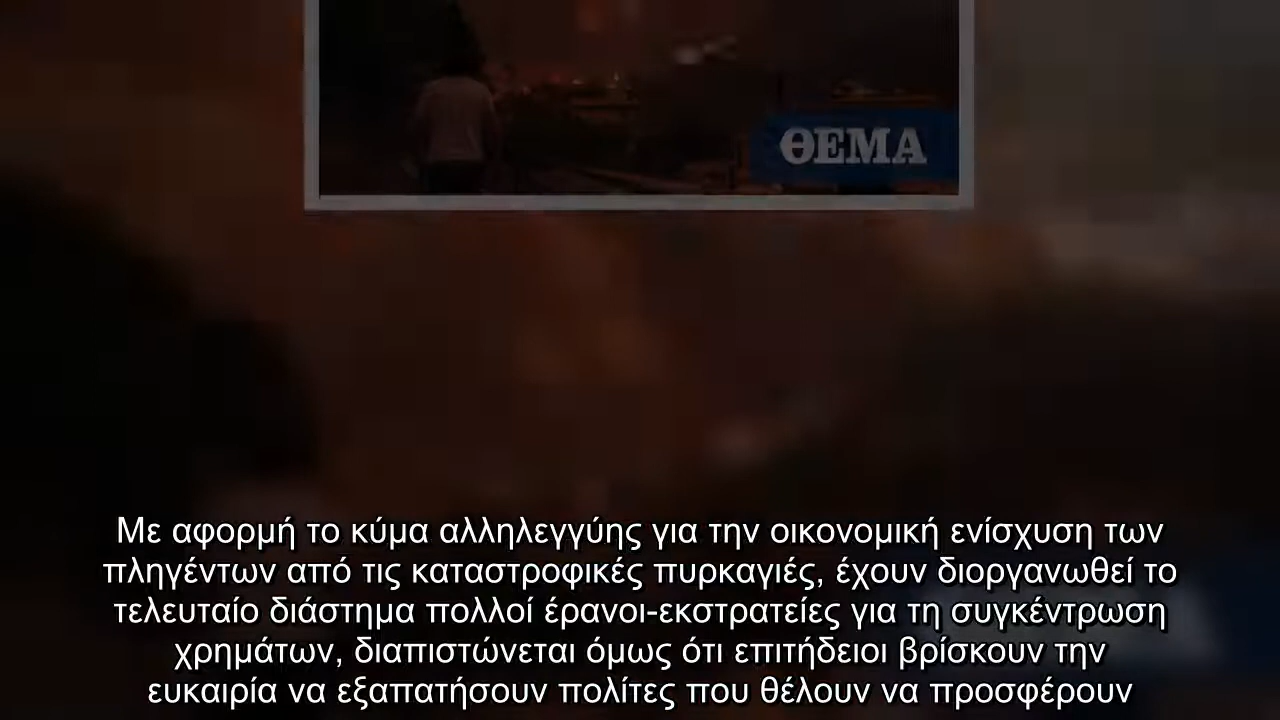 ΘΕΜΑ
Με αφορμή το κύμα αλληλεγγύης για την οικονομική ενίσχυση των
πληγέντων από τις καταστροφικές πυρκαγιές, έχουν διοργανωθεί το
τελευταίο διάστημα πολλοί έρανοι-εκστρατείες για τη συγκέντρωση
χρημάτων, διαπιστώνεται όμως ότι επιτήδειοι βρίσκουν την
ευκαιρία να εξαπατήσουν πολίτες που θέλουν να προσφέρουν